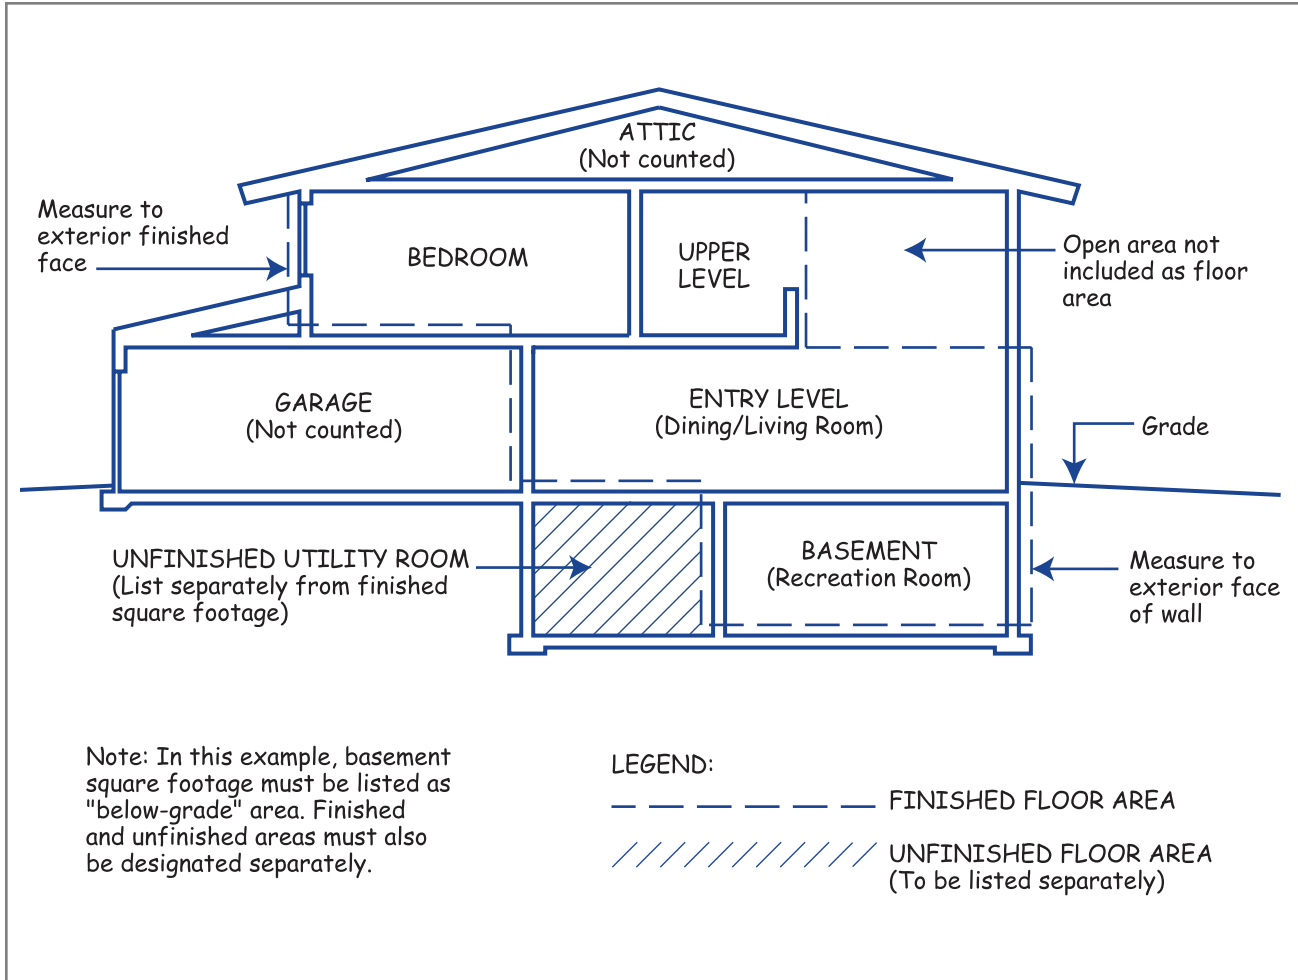 ATTIC
(Not counted)
Measure to
exterior finished
face
BEDROOM
UPPER
LEVEL
Open area not
included as floor
area
GARAGE
(Not counted)
ENTRY LEVEL
(Dining/Living Room)
Grade
UNFINISHED UTILITY ROOM
(List separately from finished
square footage)
BASEMENT
(Recreation Room)
Measure to
exterior face
of wall
Note: In this example, basement
square footage must be listed as
"below-grade" area. Finished
and unfinished areas must also
be designated separately.
LEGEND:
FINISHED FLOOR AREA
UNFINISHED FLOOR AREA
(To be listed separately)